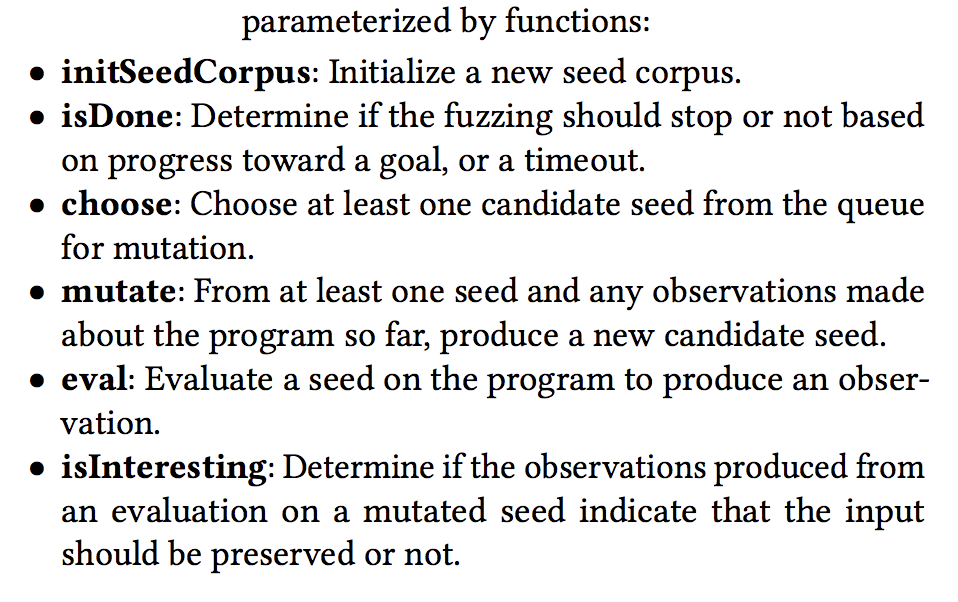 parameterized by functions:
• initSeedCorpus: Initialize a new seed corpus.
• isDone: Determine if the fuzzing should stop or not based
on progress toward a goal, or a timeout.
• choose: Choose at least one candidate seed from the queue
for mutation.
• mutate: From at least one seed and any observations made
about the program so far, produce a new candidate seed.
• eval: Evaluate a seed on the program to produce an obser-
vation.
• isInteresting: Determine if the observations produced from
an evaluation on a mutated seed indicate that the input
should be preserved or not.